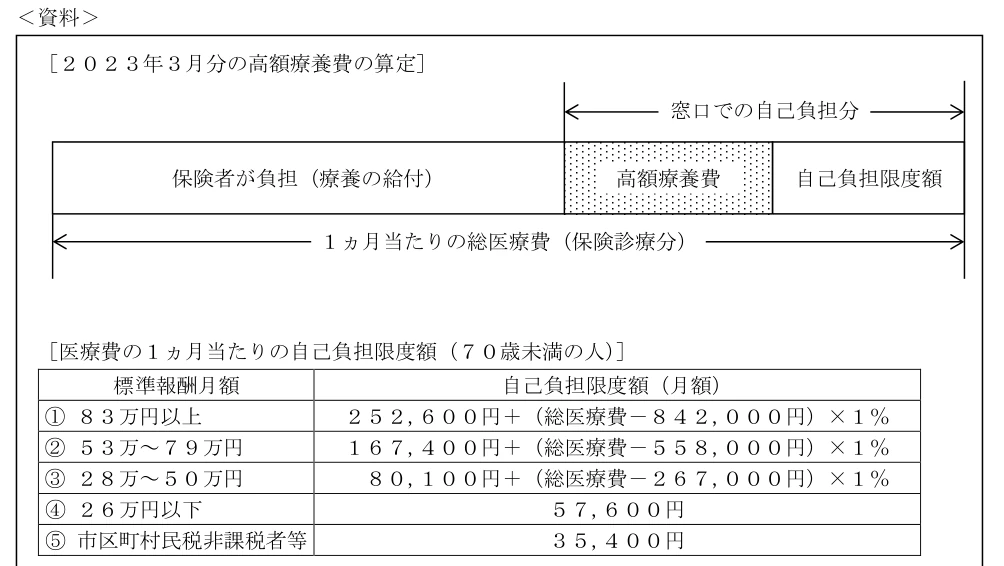 ＜資料＞
［２０２３年３月分の高額療養費の算定］
窓口での自己負担分
保険者が負担（療養の給付） 高額療養費 自己負担限度額
１ヵ月当たりの総医療費（保険診療分）
［医療費の１ヵ月当たりの自己負担限度額（７０歳未満の人）］
標準報酬月額 自己負担限度額（月額）
① ８３万円以上 ２５２，６００円＋（総医療費－８４２，０００円）×１％
② ５３万～７９万円 １６７，４００円＋（総医療費－５５８，０００円）×１％
③ ２８万～５０万円 ８０，１００円＋（総医療費－２６７，０００円）×１％
④ ２６万円以下 ５７，６００円
⑤ 市区町村民税非課税者等 ３５，４００円